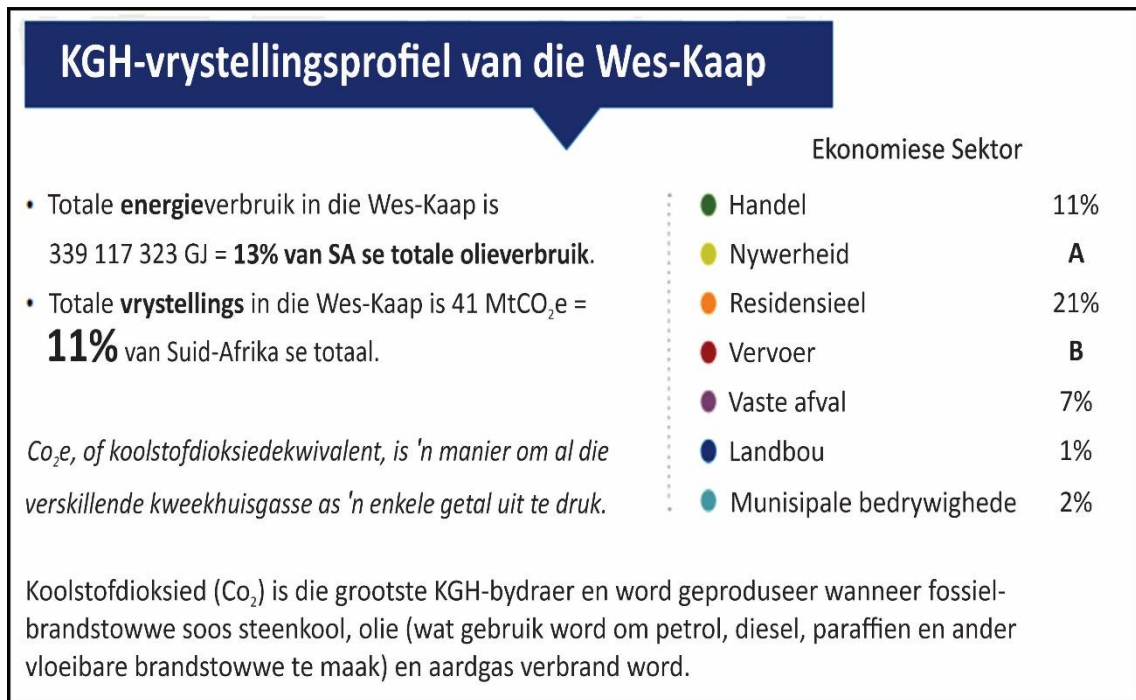 KGH-vrystellingsprofiel van die Wes-Kaap
• Totale energieverbruik in die Wes-Kaap is
339 117 323 GJ = 13% van SA se totale olieverbruik.
• Totale vrystellings in die Wes-Kaap is 41 MtCO₂e =
11% van Suid-Afrika se totaal.
Co₂e, of koolstofdioksiedekwivalent, is 'n manier om al die
verskillende kweekhuisgasse as 'n enkele getal uit te druk.
Ekonomiese Sektor
Handel 11%
Nywerheid A
Residensieel 21%
Vervoer B
Vaste afval 7%
Landbou 1%
Munisipale bedrywighede 2%
Koolstofdioksied (Co₂) is die grootste KGH-bydraer en word geproduseer wanneer fossiel-
brandstowwe soos steenkool, olie (wat gebruik word om petrol, diesel, paraffien en ander
vloeibare brandstowwe te maak) en aardgas verbrand word.